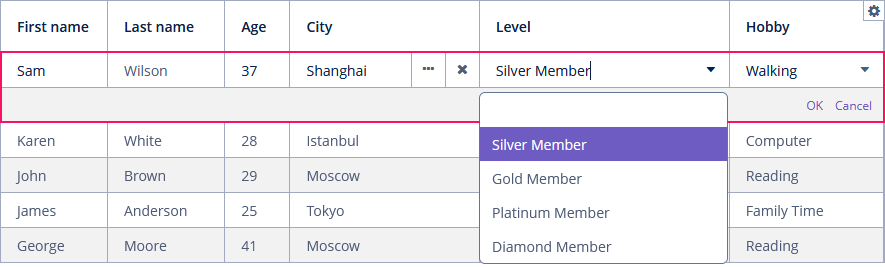 First name Last name Age City Level Hobby
Sam Wilson 37 Shanghai Silver Member Walking
OK Cancel
Silver Member
Gold Member
Platinum Member
Diamond Member
Karen White 28 Istanbul Computer
John Brown 29 Moscow Reading
James Anderson 25 Tokyo Family Time
George Moore 41 Moscow Reading